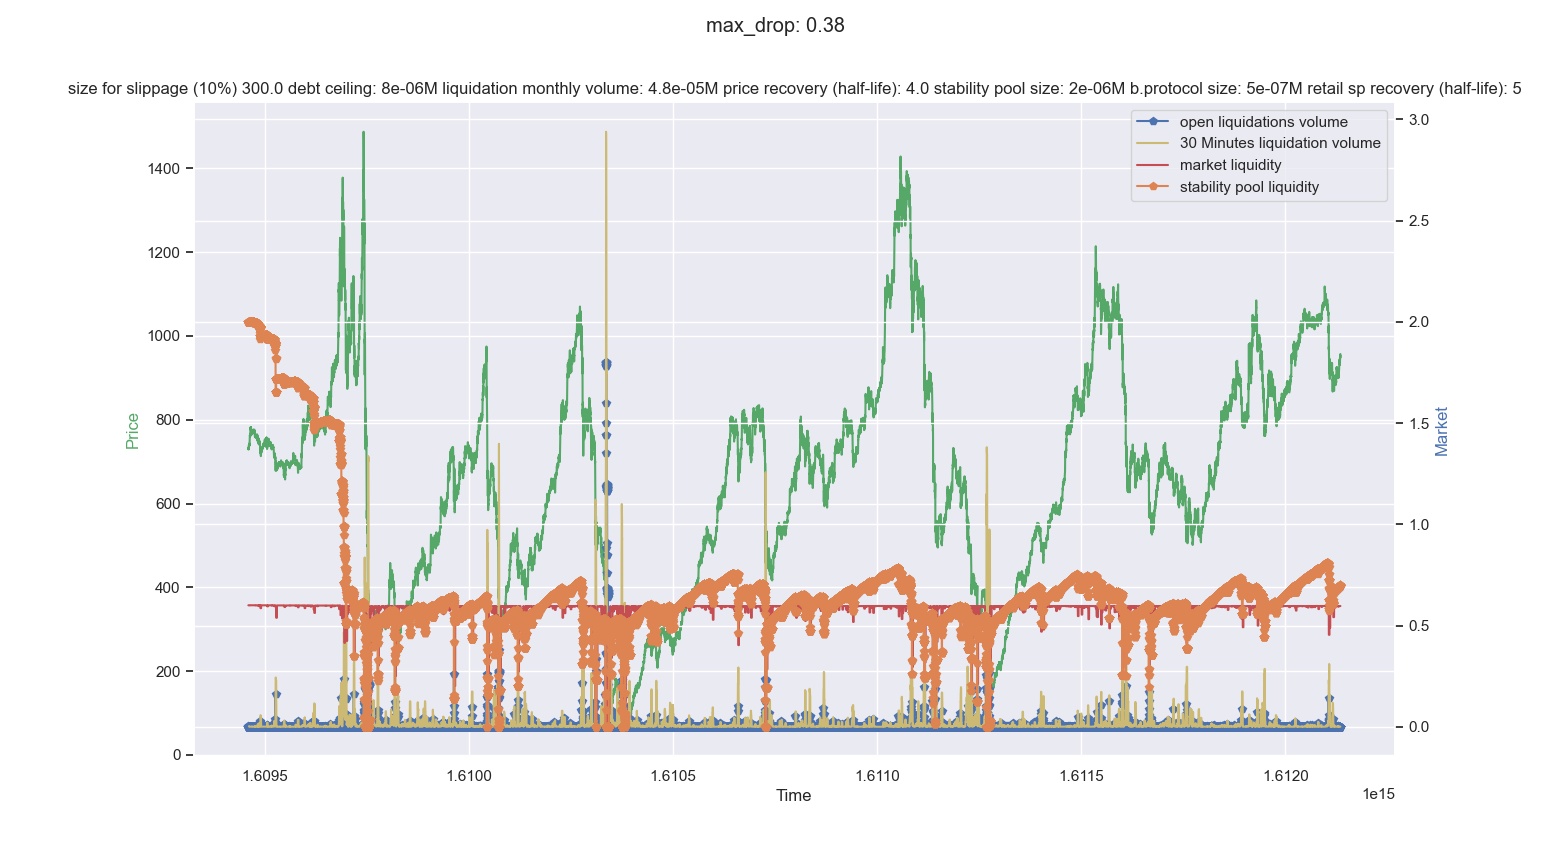 max_drop: 0.38
size for slippage (10%) 300.0 debt ceiling: 8e-06M liquidation monthly volume: 4.8e-05M price recovery (half-life): 4.0 stability pool size: 2e-06M b.protocol size: 5e-07M retail sp recovery (half-life): 5
open liquidations volume
30 Minutes liquidation volume
market liquidity
stability pool liquidity
1400
1200
1000
800
600
400
200
0
Price
3.0
2.5
2.0
1.5
1.0
0.5
0.0
Market
1.6095 1.6100 1.6105 1.6110 1.6115 1.6120
1e15
Time